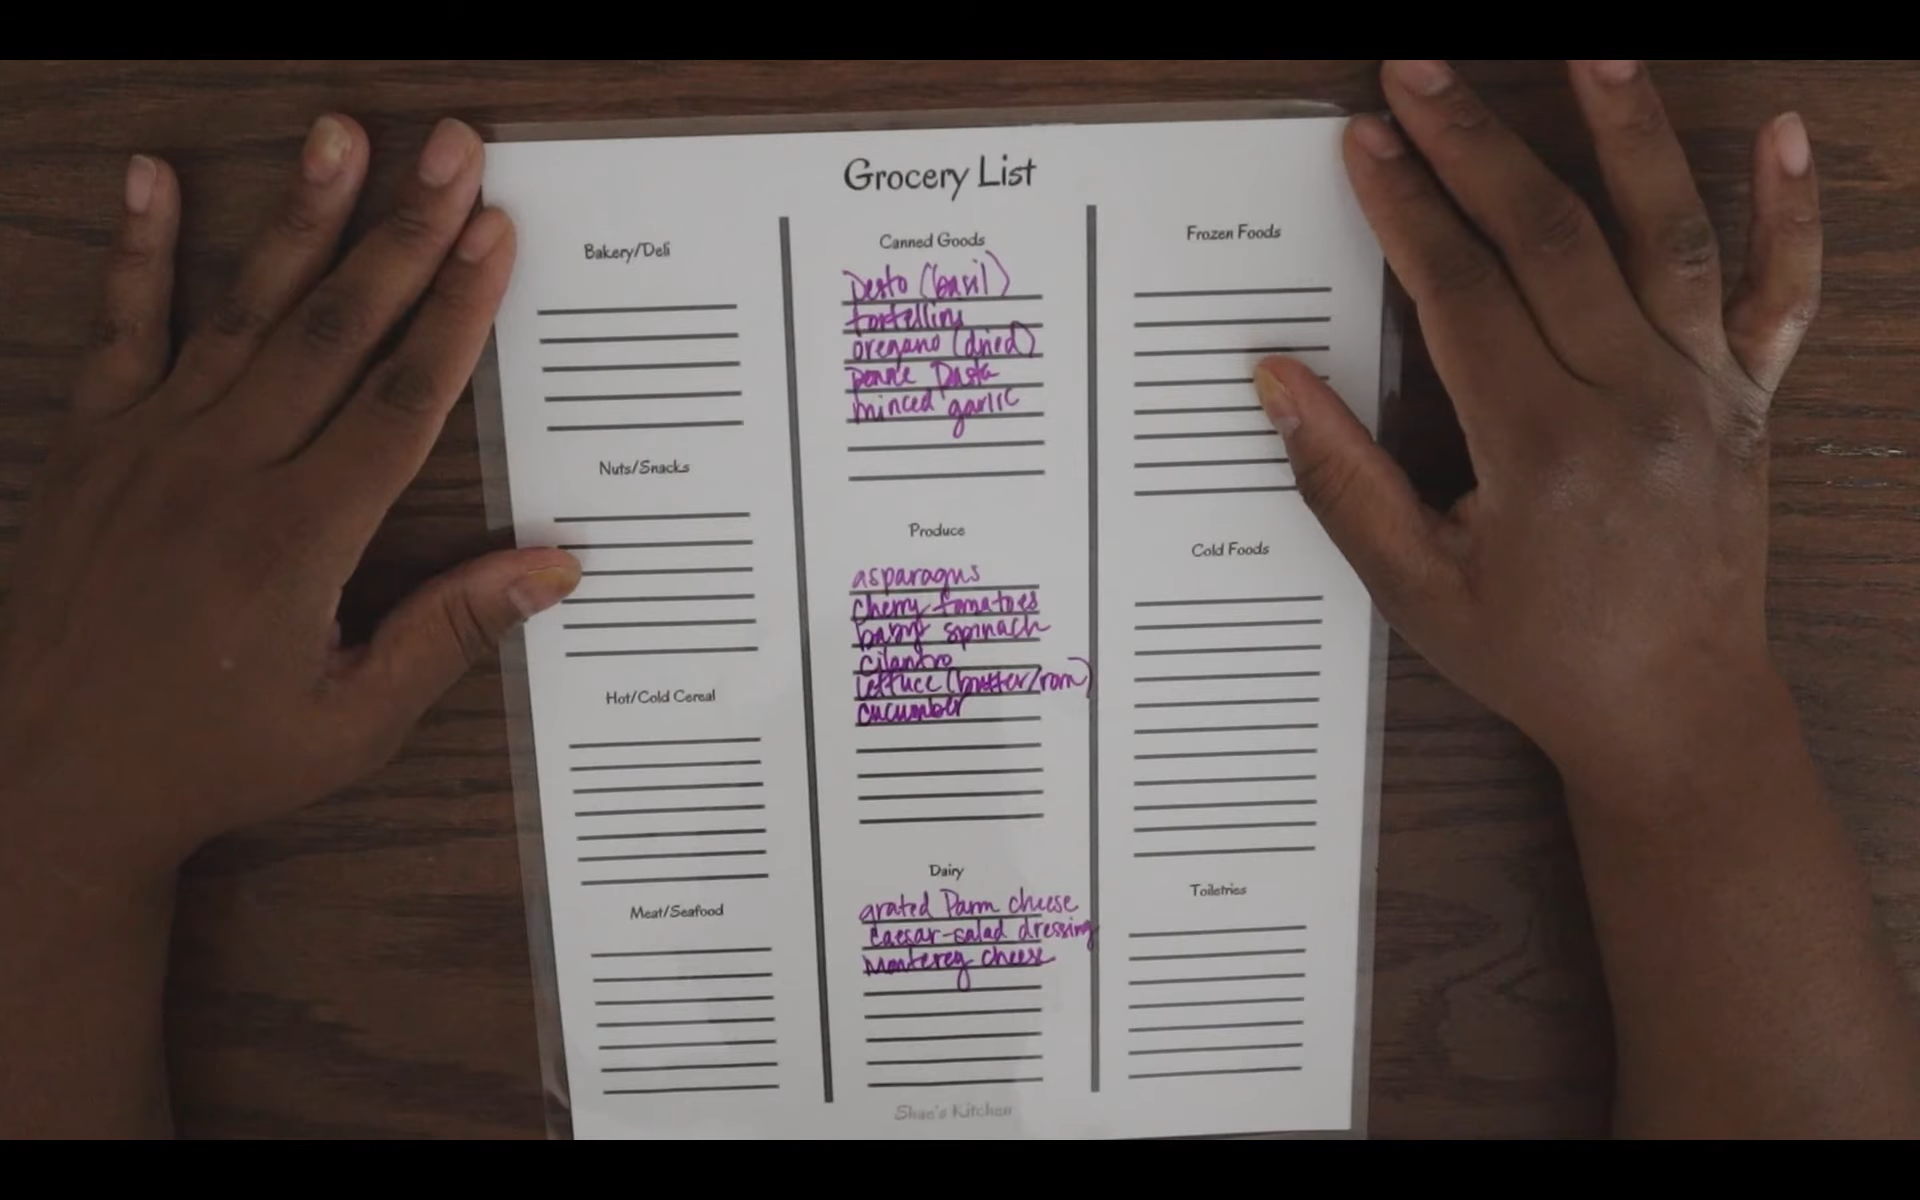 Grocery List
Bakery/Deli
Nuts/Snacks
Hot/Cold Cereal
Meat/Seafood
Canned Goods
Pesto (basil)
tortellini
oregano (dried)
penne Pasta
minced garlic
Produce
asparagus
cherry tomatoes
baby spinach
cilantro
lettuce (butter/rom)
cucumber
Dairy
grated Parm cheese
Caesar-salad dressing
Monterey cheese
Shae's Kitchen
Frozen Foods
Cold Foods
Toiletries